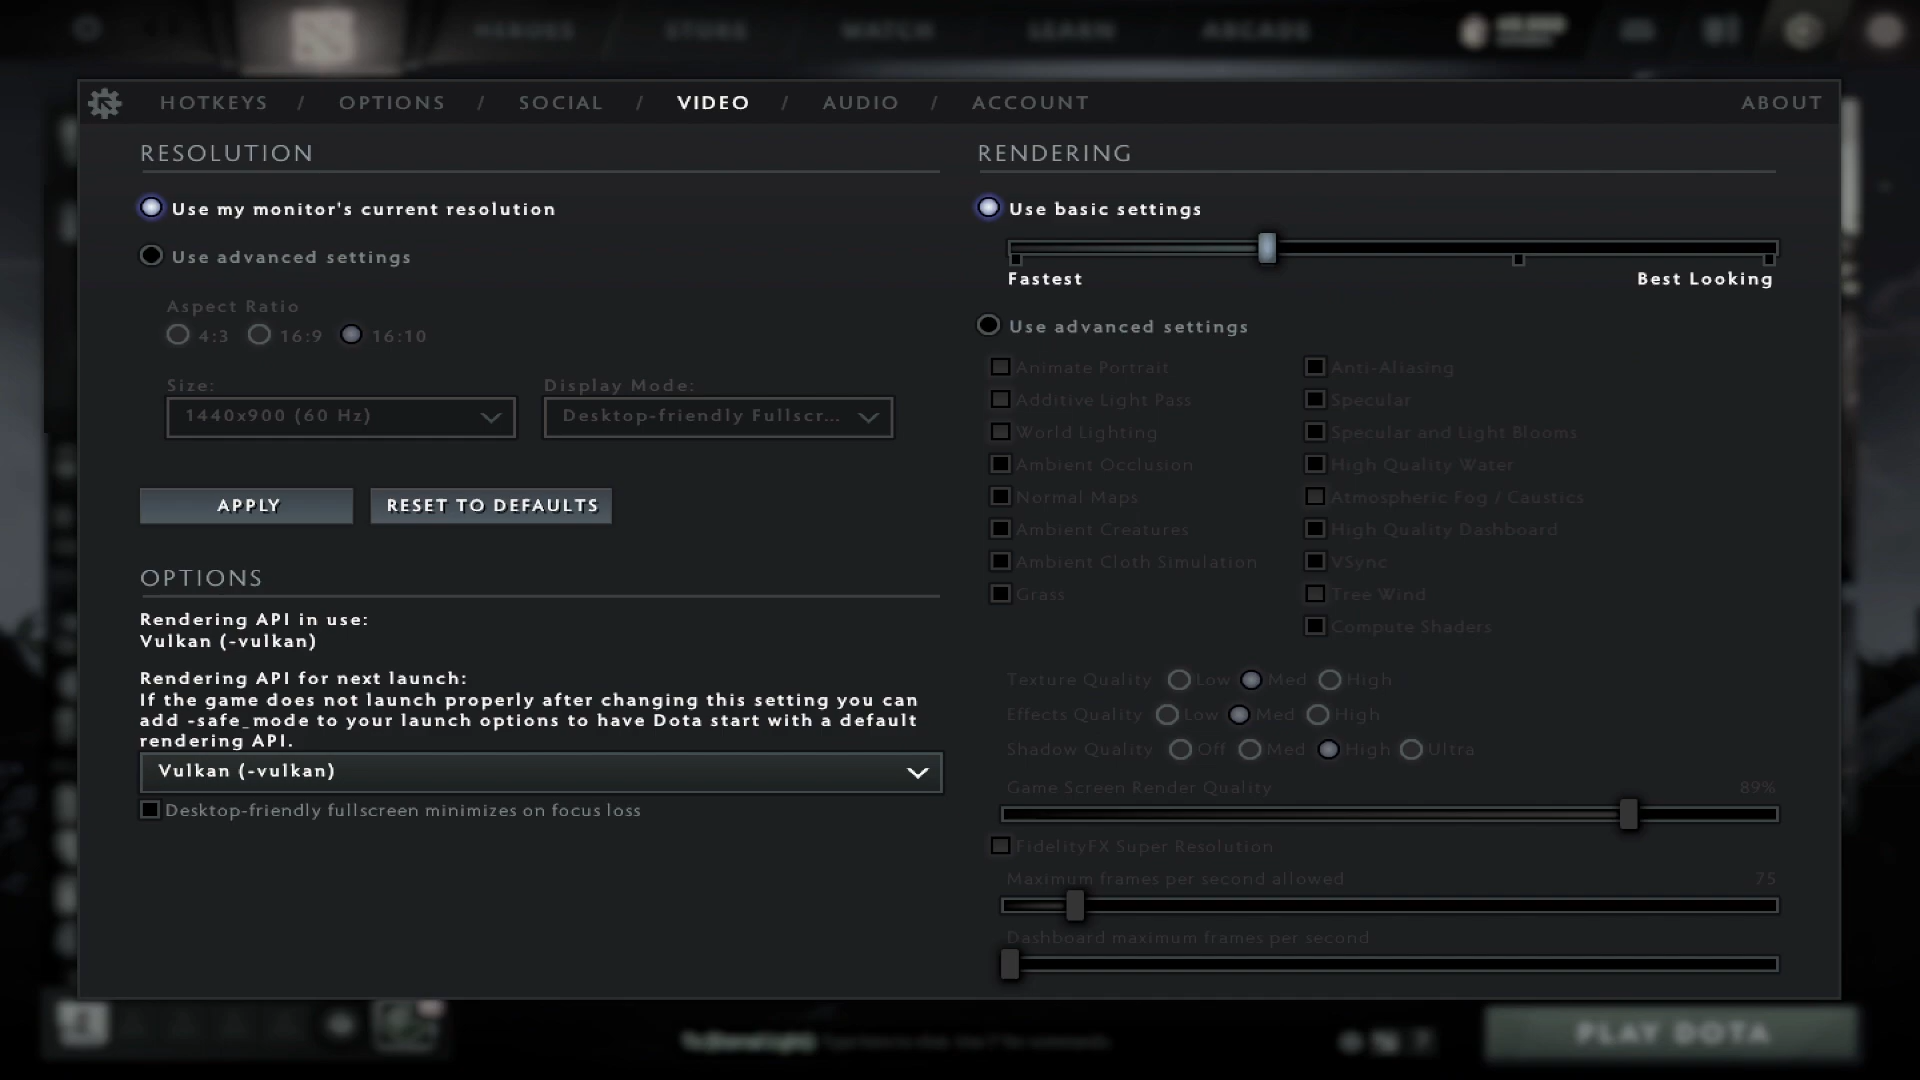 HEROES
STORE
WATCH
LEARN
ARCADE
HOTKEYS / OPTIONS / SOCIAL / VIDEO / AUDIO / ACCOUNT
ABOUT
RESOLUTION
Use my monitor's current resolution
Use advanced settings
Aspect Ratio
4:3 16:9 16:10
Size: Display Mode:
1440x900 (60 Hz) Desktop-friendly Fullscr...
APPLY RESET TO DEFAULTS
OPTIONS
Rendering API in use:
Vulkan (-vulkan)
Rendering API for next launch:
If the game does not launch properly after changing this setting you can
add -safe_mode to your launch options to have Dota start with a default
rendering API.
Vulkan (-vulkan)
Desktop-friendly fullscreen minimizes on focus loss
RENDERING
Use basic settings
Fastest Best Looking
Use advanced settings
Animate Portrait
Additive Light Pass
World Lighting
Ambient Occlusion
Normal Maps
Ambient Creatures
Ambient Cloth Simulation
Grass
Anti-Aliasing
Specular
Specular and Light Blooms
High Quality Water
Atmospheric Fog / Caustics
High Quality Dashboard
VSync
Tree Wind
Compute Shaders
Texture Quality Low Med High
Effects Quality Low Med High
Shadow Quality Off Med High Ultra
Game Screen Render Quality 89%
FidelityFX Super Resolution
Maximum frames per second allowed 75
Dashboard maximum frames per second
PLAY DOTA